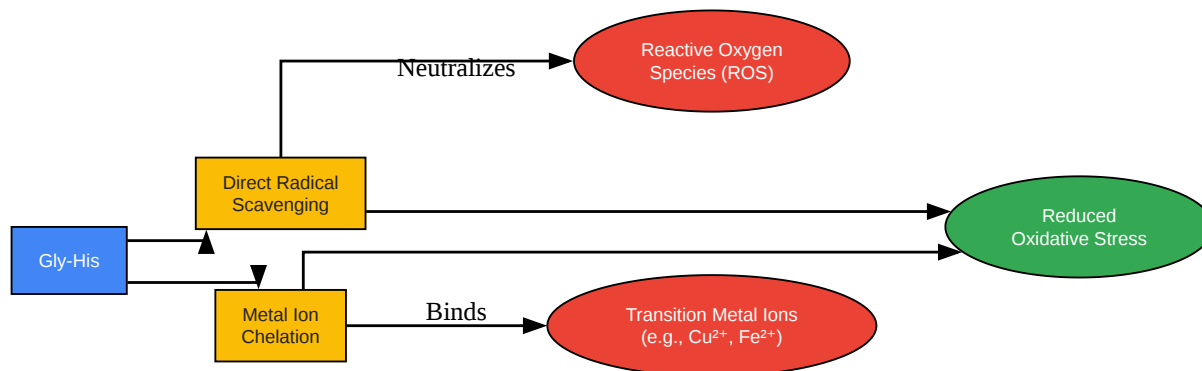 Reactive Oxygen
Species (ROS)
Neutralizes
Direct Radical
Scavenging
Reduced
Oxidative Stress
Gly-His
Metal Ion
Chelation
Binds
Transition Metal Ions
(e.g., Cu²⁺, Fe²⁺)